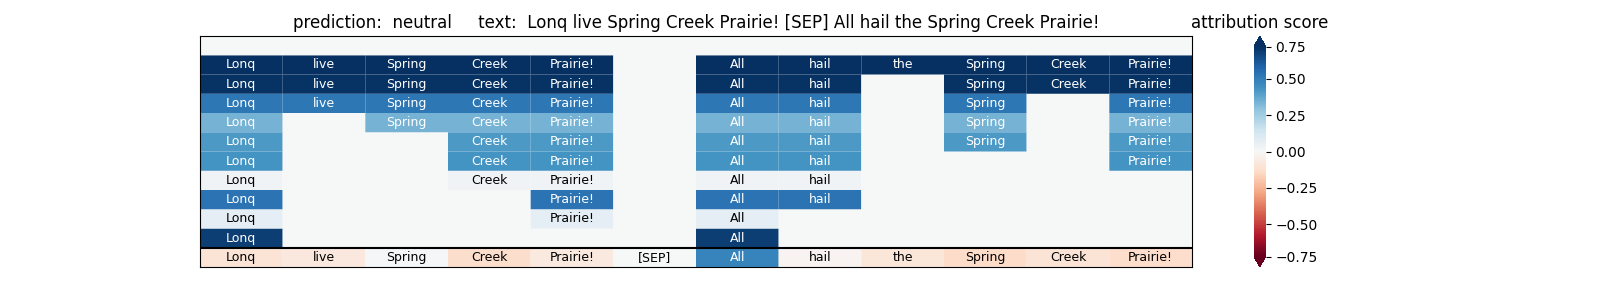 prediction:  neutral     text:  Lonq live Spring Creek Prairie! [SEP] All hail the Spring Creek Prairie!     attribution score
Lonq live Spring Creek Prairie! All hail the Spring Creek Prairie!
Lonq live Spring Creek Prairie! All hail Spring Creek Prairie!
Lonq live Spring Creek Prairie! All hail Spring Prairie!
Lonq Spring Creek Prairie! All hail Spring Prairie!
Lonq Creek Prairie! All hail Spring Prairie!
Lonq Creek Prairie! All hail Prairie!
Lonq Creek Prairie! All hail
Lonq Prairie! All hail
Lonq Prairie! All
Lonq All
Lonq live Spring Creek Prairie! [SEP] All hail the Spring Creek Prairie!
0.75
0.50
0.25
0.00
−0.25
−0.50
−0.75